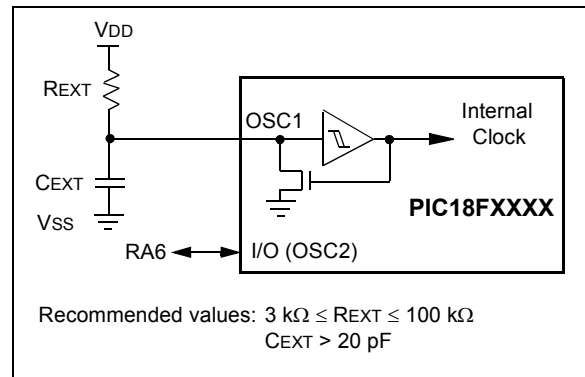 VDD
REXT
OSC1
Internal
Clock
CEXT
PIC18FXXXX
VSS
RA6
I/O (OSC2)
Recommended values: 3 kΩ ≤ REXT ≤ 100 kΩ
CEXT > 20 pF